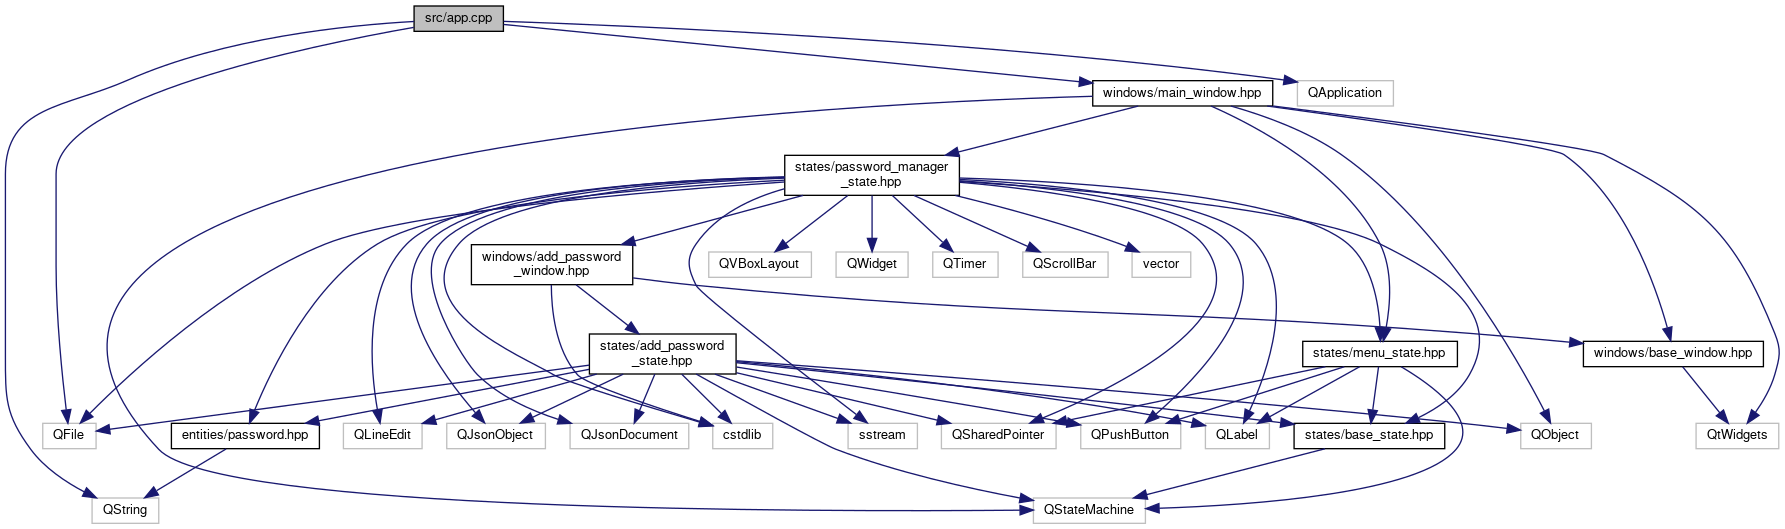 src/app.cpp
windows/main_window.hpp
QApplication
states/password_manager
_state.hpp
windows/add_password
_window.hpp
QVBoxLayout
QWidget
QTimer
QScrollBar
vector
states/add_password
_state.hpp
states/menu_state.hpp
windows/base_window.hpp
QFile
entities/password.hpp
QLineEdit
QJsonObject
QJsonDocument
cstdlib
sstream
QSharedPointer
QPushButton
QLabel
states/base_state.hpp
QObject
QtWidgets
QString
QStateMachine